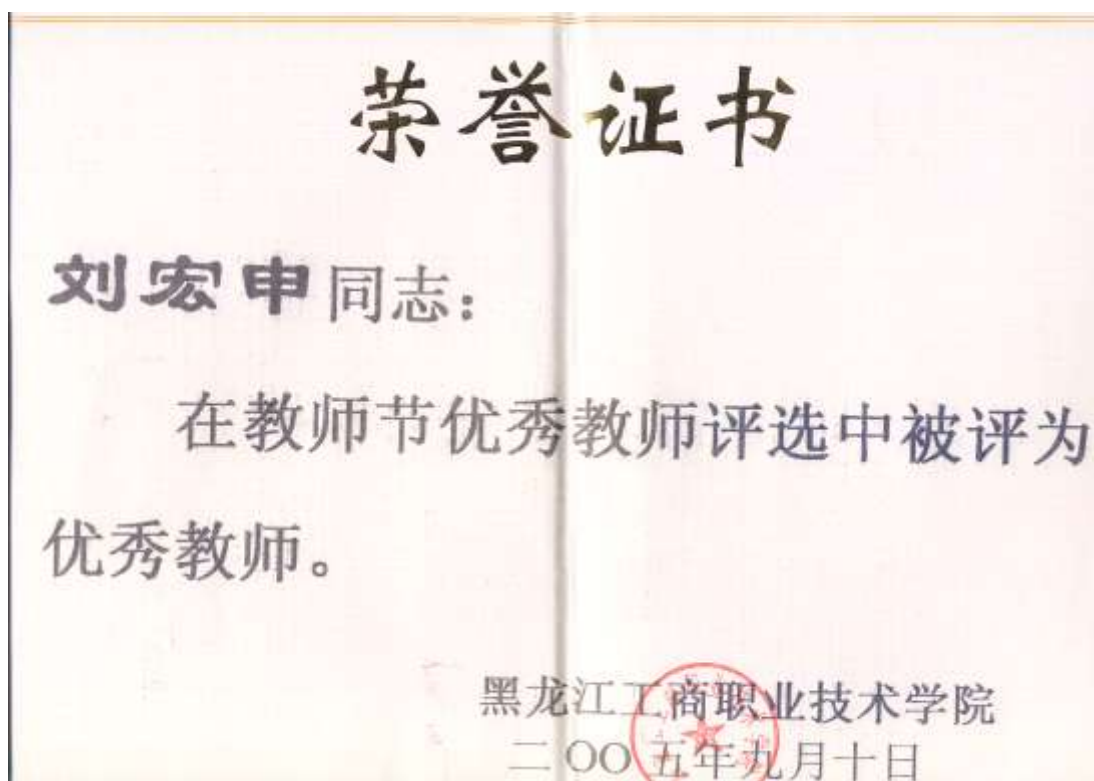 荣誉证书
刘宏申同志：
在教师节优秀教师评选中被评为
优秀教师。
黑龙江工商职业技术学院
二〇〇五年九月十日